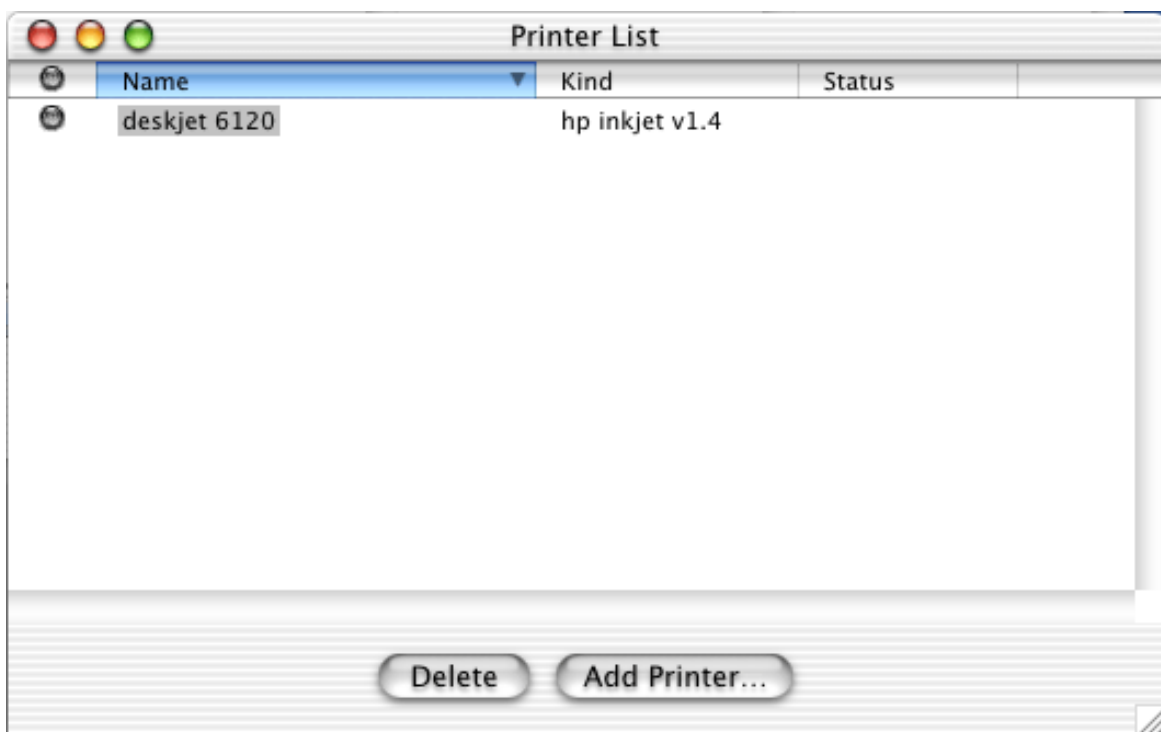 Printer List
Name Kind Status
deskjet 6120 hp inkjet v1.4
Delete Add Printer...